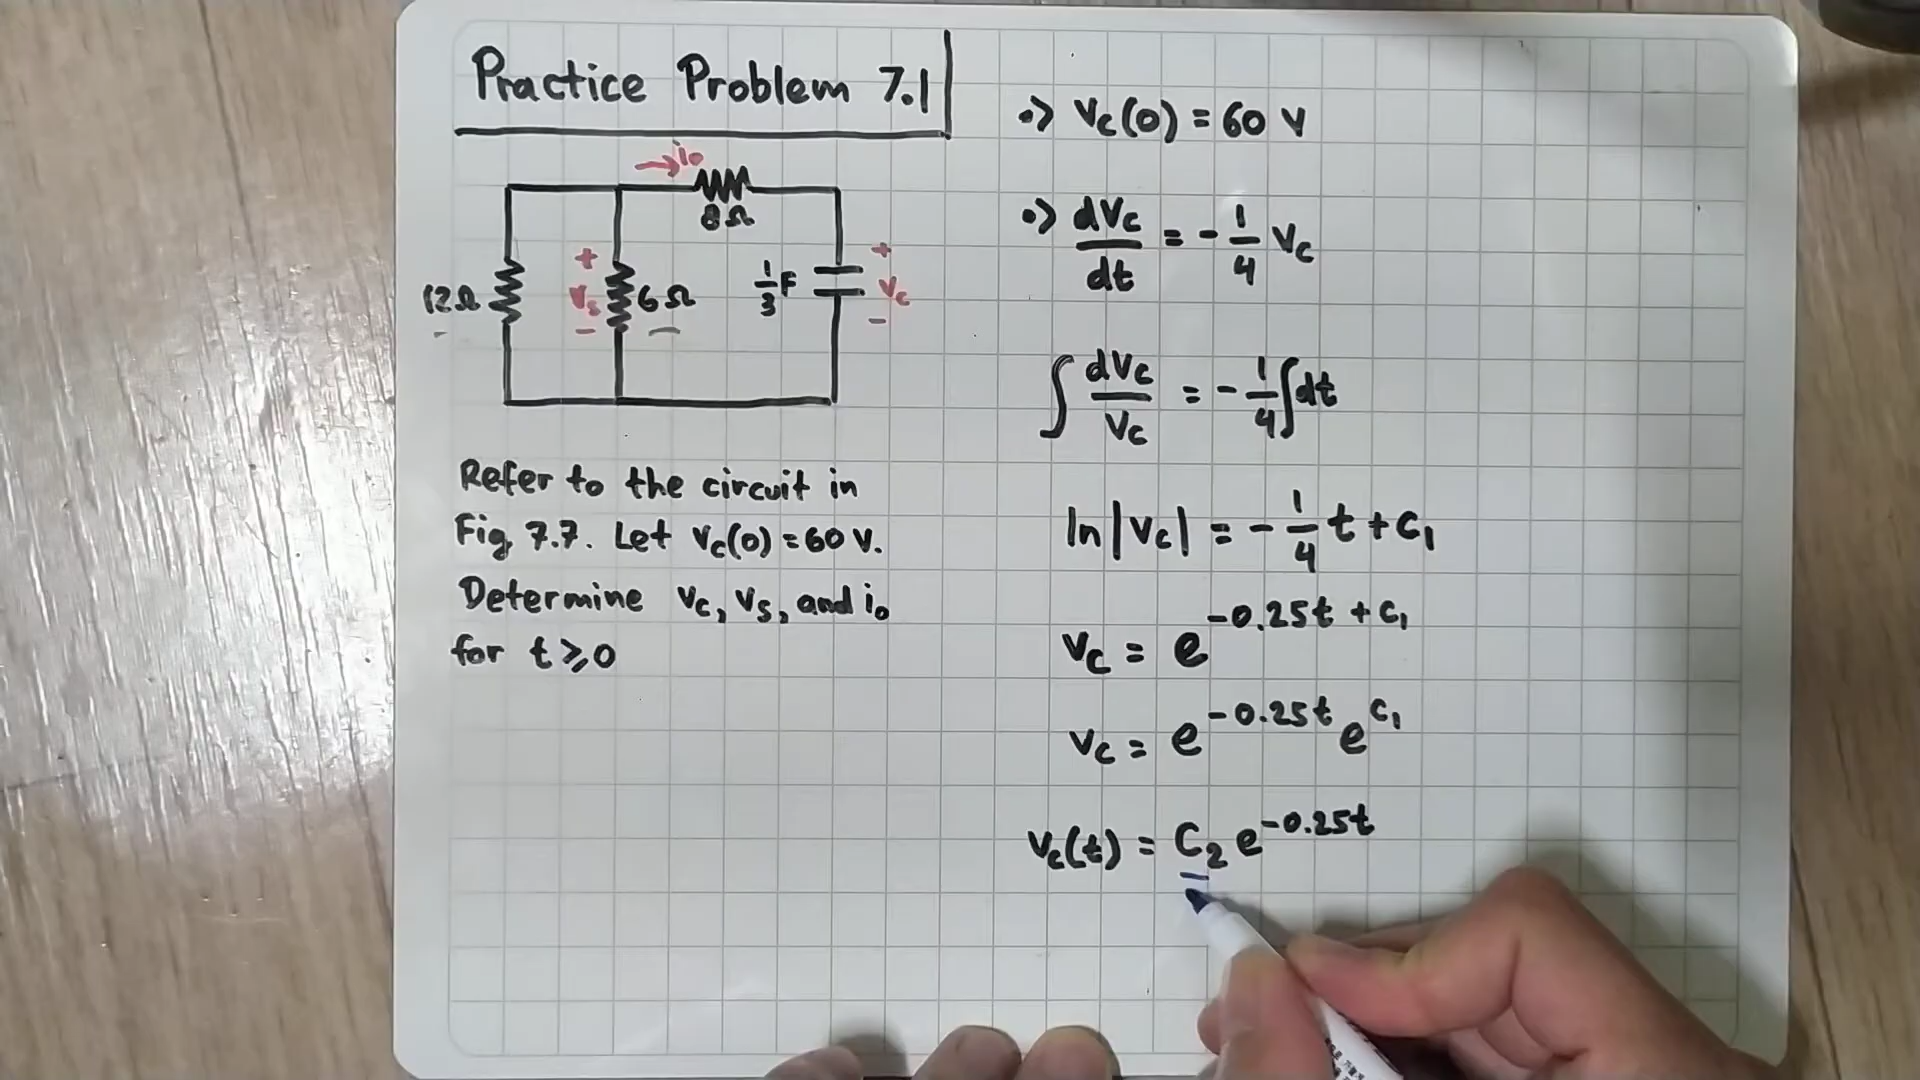 Practice Problem 7.1
→ i₀
8Ω
12Ω
+
Vs
-
6Ω
1/3 F
+
Vc
-
Refer to the circuit in
Fig. 7.7. Let Vc(0) = 60 V.
Determine Vc, Vs, and i₀
for t ⩾ 0
•> Vc(0) = 60 V
•> dVc/dt = - 1/4 Vc
∫ dVc/Vc = - 1/4 ∫ dt
ln|Vc| = - 1/4 t + C₁
Vc = e^(-0.25t + C₁)
Vc = e^(-0.25t) e^(C₁)
Vc(t) = C₂ e^(-0.25t)